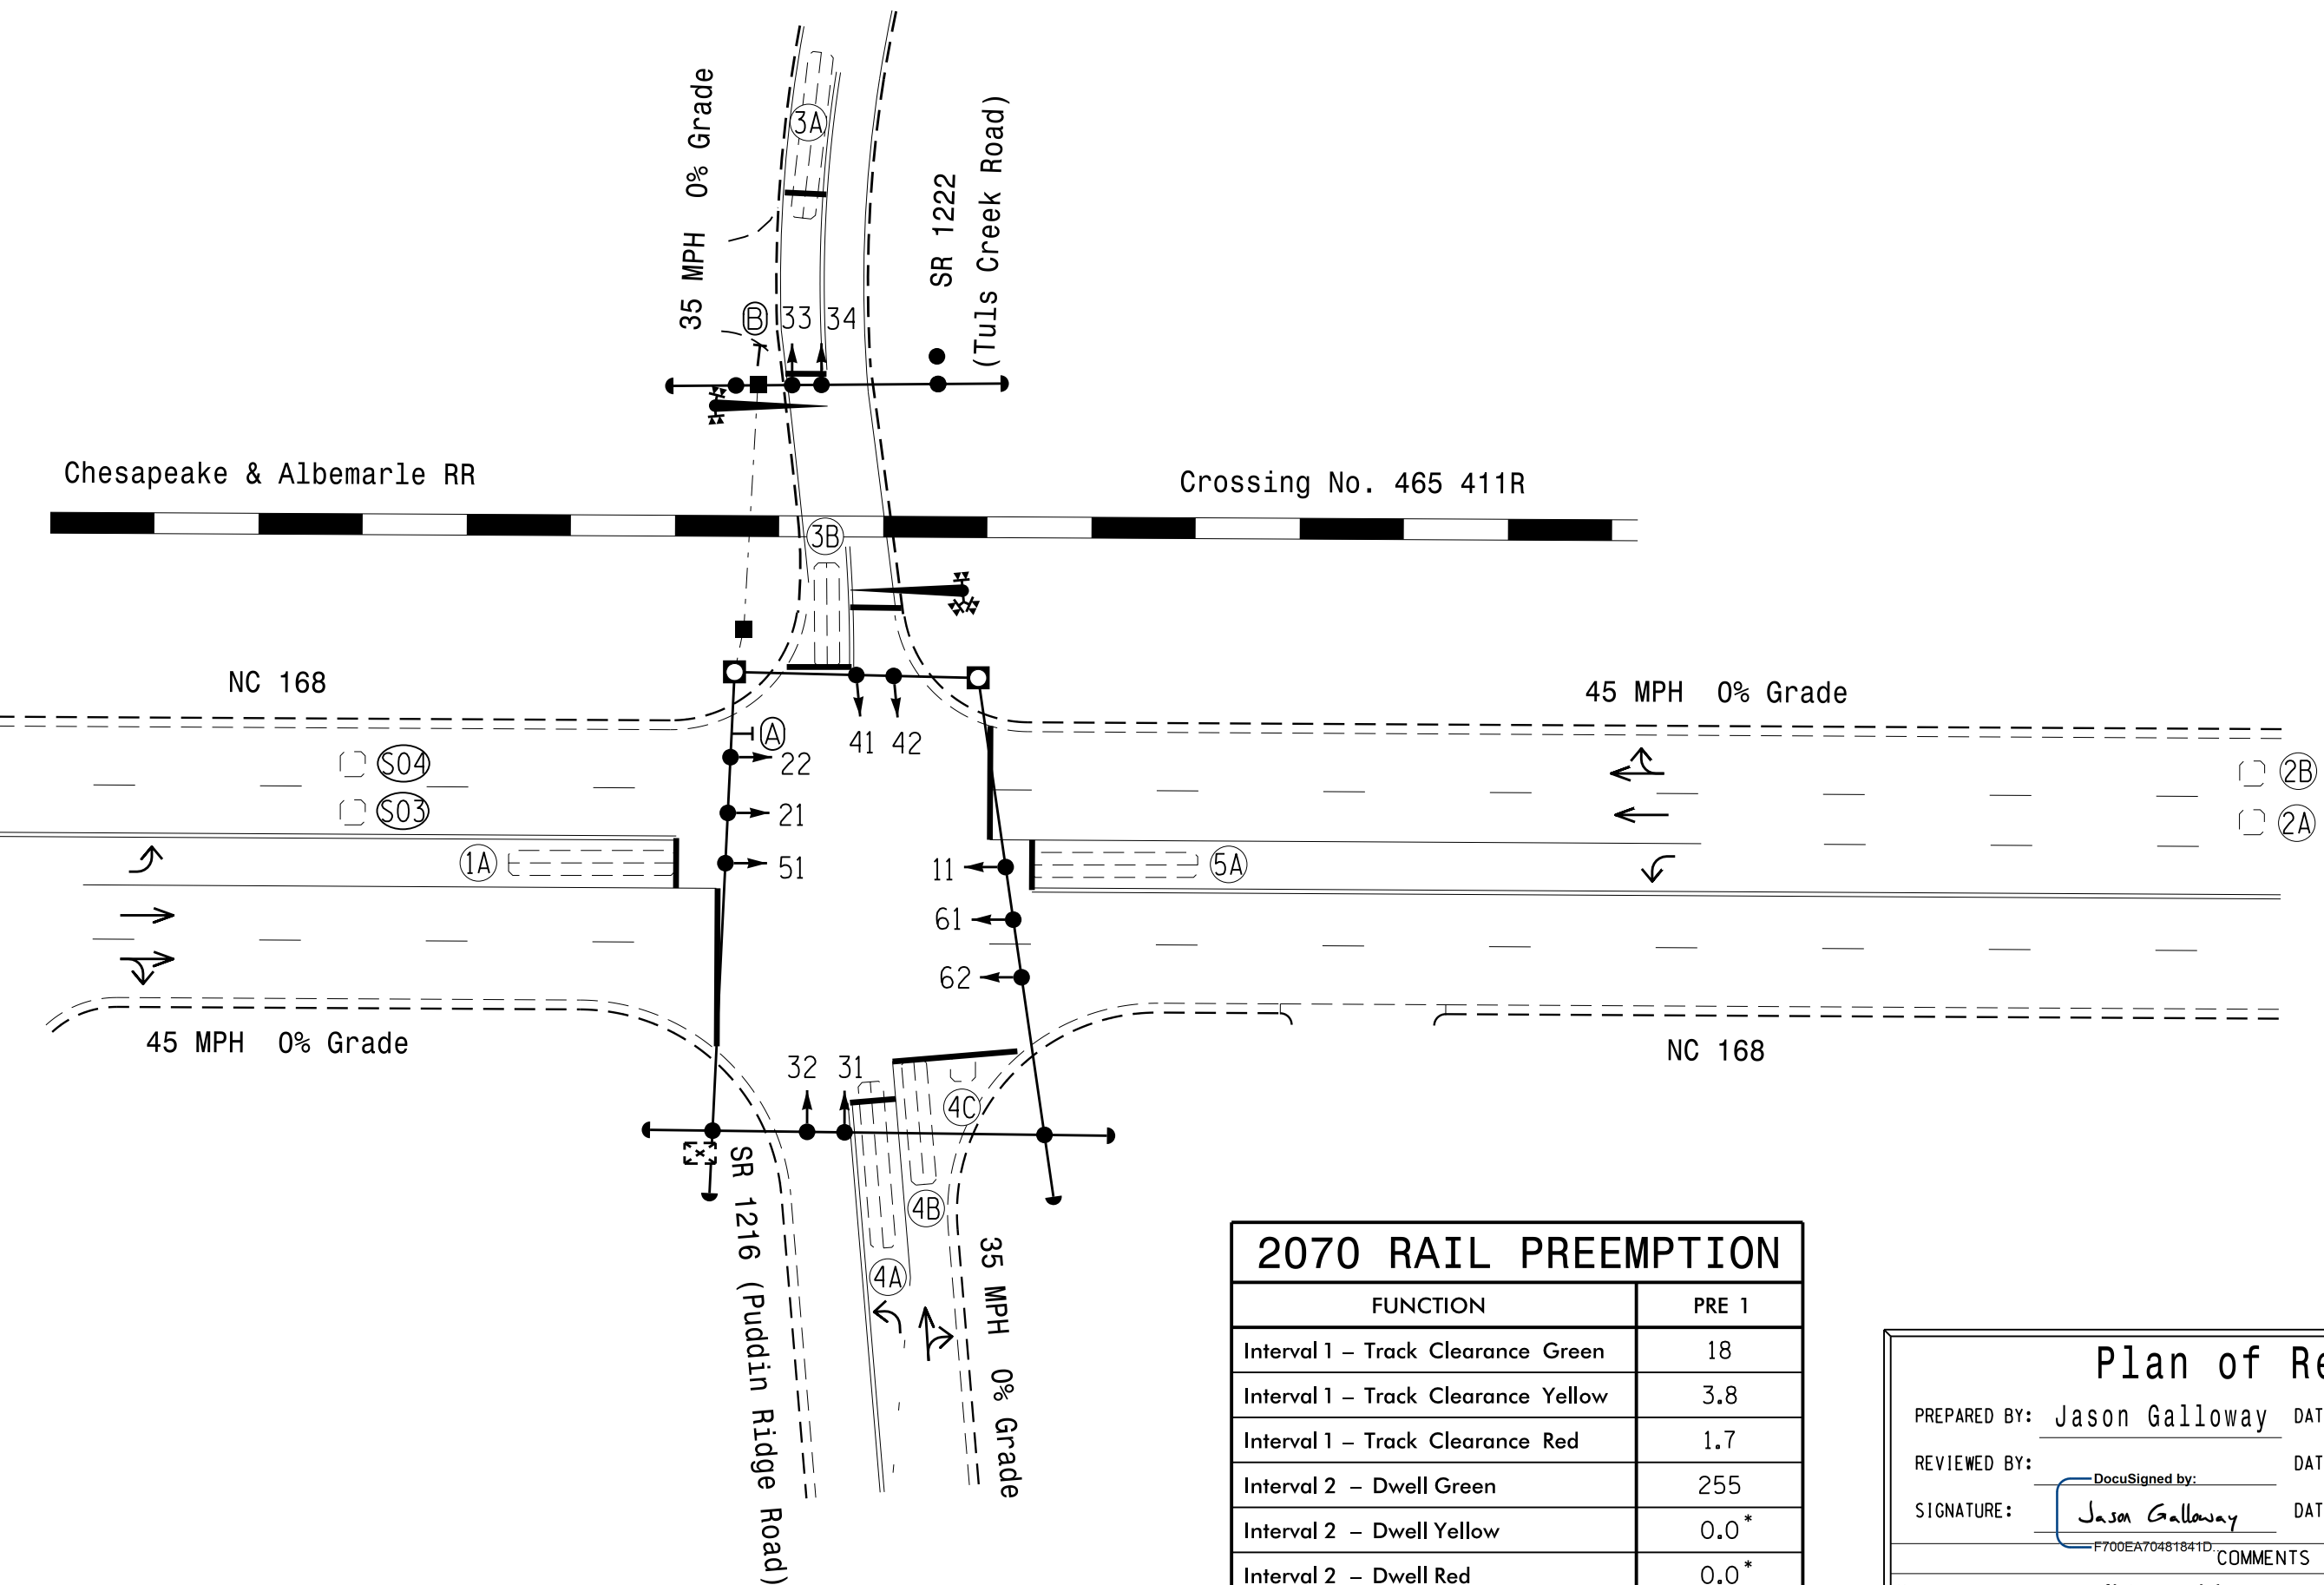 35 MPH 0% Grade
3A
SR 1222
(Tuls Creek Road)
B 33 34
Chesapeake & Albemarle RR
Crossing No. 465 411R
3B
NC 168
45 MPH 0% Grade
A
41 42
22
S04
S03
21
2B
2A
1A
51
11
5A
61
62
45 MPH 0% Grade
NC 168
32 31
4C
4B
4A
SR 1216 (Puddin Ridge Road)
35 MPH 0% Grade
2070 RAIL PREEMPTION
FUNCTION PRE 1
Interval 1 – Track Clearance Green 18
Interval 1 – Track Clearance Yellow 3.8
Interval 1 – Track Clearance Red 1.7
Interval 2 – Dwell Green 255
Interval 2 – Dwell Yellow 0.0*
Interval 2 – Dwell Red 0.0*
Plan of Re
PREPARED BY: Jason Galloway DAT
REVIEWED BY: DAT
DocuSigned by:
SIGNATURE: Jason Galloway DAT
F700EA70481841D...
COMMENTS